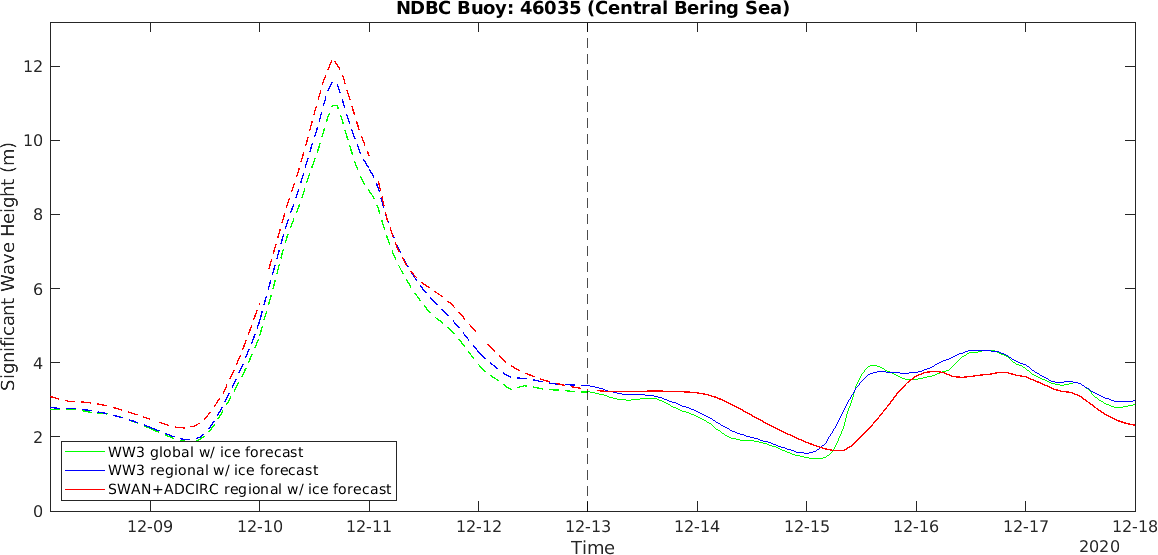 NDBC Buoy: 46035 (Central Bering Sea)
Significant Wave Height (m)
12
10
8
6
4
2
0
WW3 global w/ ice forecast
WW3 regional w/ ice forecast
SWAN+ADCIRC regional w/ ice forecast
12-09 12-10 12-11 12-12 12-13 12-14 12-15 12-16 12-17 12-18
Time
2020